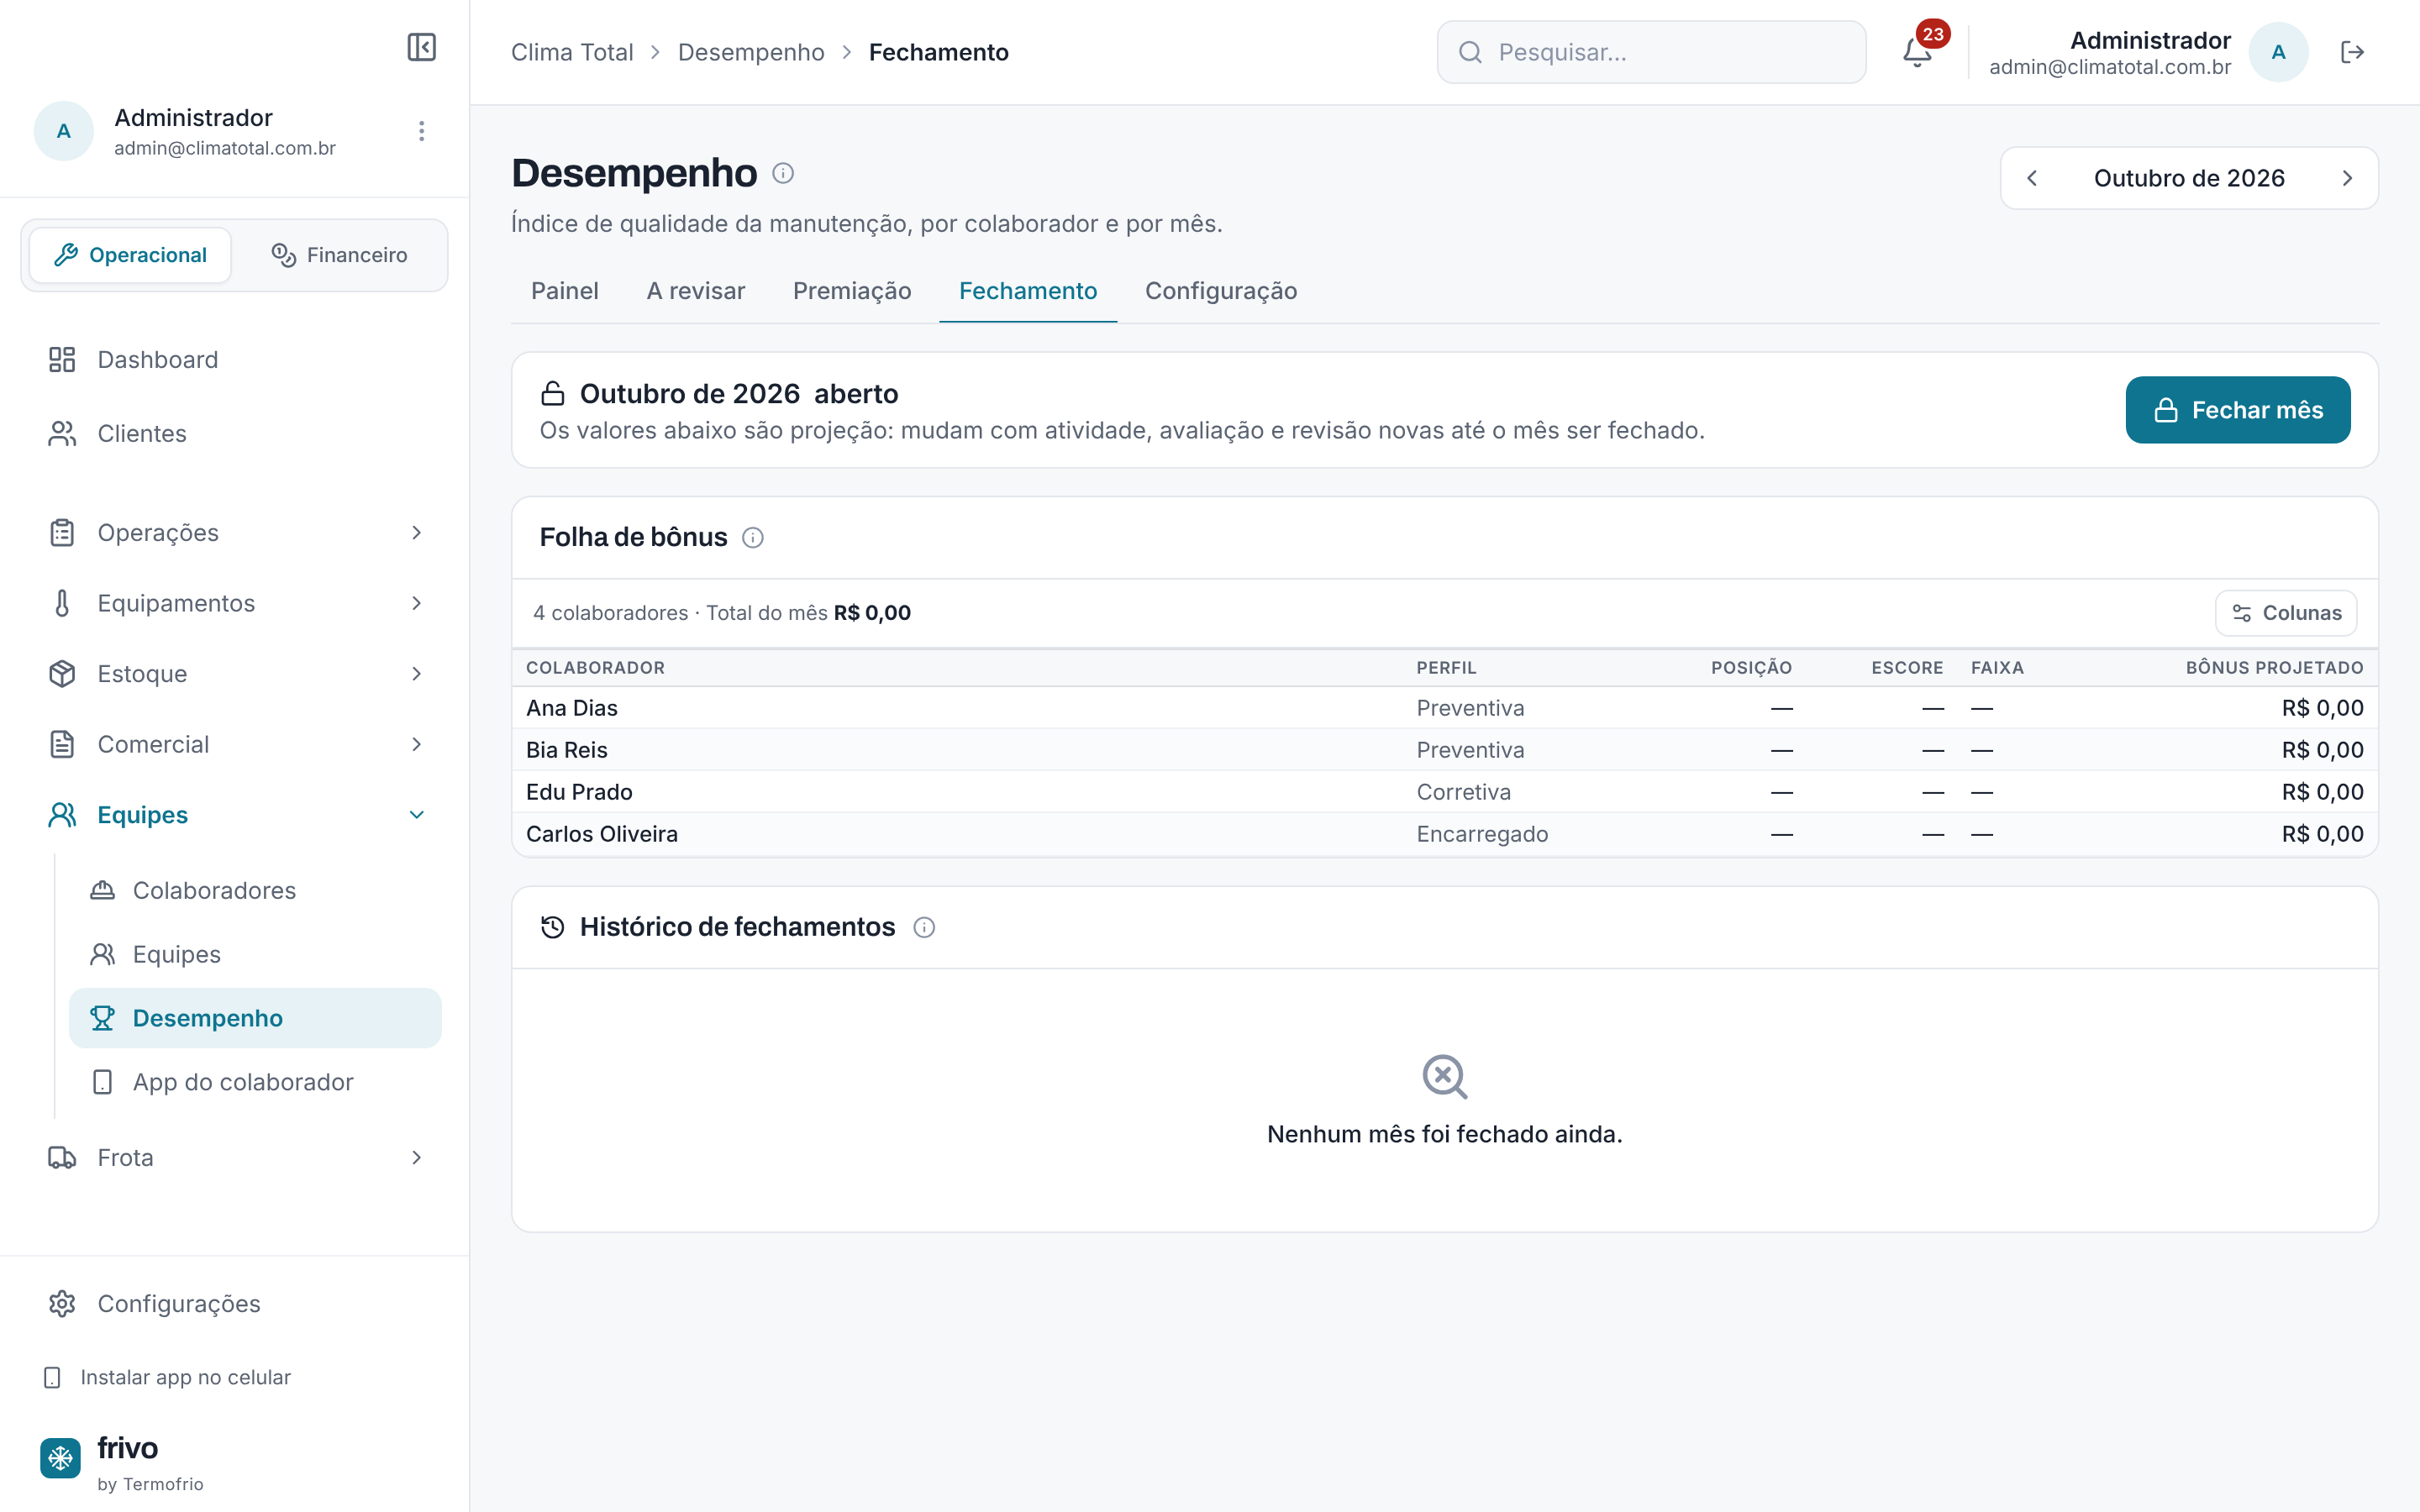 Administrador
admin@climatotal.com.br
A
Operacional
Financeiro
Dashboard
Clientes
Operações
Equipamentos
Estoque
Comercial
Equipes
Colaboradores
Equipes
Desempenho
App do colaborador
Frota
Configurações
Instalar app no celular
frivo
by Termofrio
Clima Total > Desempenho > Fechamento
Pesquisar...
23
Administrador
admin@climatotal.com.br
A
Desempenho
Índice de qualidade da manutenção, por colaborador e por mês.
Outubro de 2026
Painel A revisar Premiação Fechamento Configuração
Outubro de 2026 aberto
Os valores abaixo são projeção: mudam com atividade, avaliação e revisão novas até o mês ser fechado.
Fechar mês
Folha de bônus
4 colaboradores · Total do mês R$ 0,00
Colunas
COLABORADOR PERFIL POSIÇÃO ESCORE FAIXA BÔNUS PROJETADO
Ana Dias Preventiva — — — R$ 0,00
Bia Reis Preventiva — — — R$ 0,00
Edu Prado Corretiva — — — R$ 0,00
Carlos Oliveira Encarregado — — — R$ 0,00
Histórico de fechamentos
Nenhum mês foi fechado ainda.